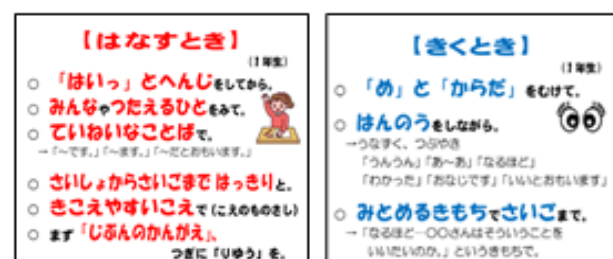 【はなすとき】
(1年生)
○ 「はいっ」とへんじをしてから、
○ みんなやつたえるひとをみて、
○ ていねいなことばで、
→「～です。」「～ます。」「～だとおもいます。」
○ さいしょからさいごまで はっきりと、
○ きこえやすいこえで(こえのものさし)
○ まず「じぶんのかんがえ」、
つぎに「りゆう」を、
【きくとき】
(1年生)
○ 「め」と「からだ」をむけて、
○ はんのうをしながら、
→うなずく、つぶやき
「うんうん」「あ～あ」「なるほど」
「わかった」「おなじです」「いいとおもいます」
○ みとめるきもちでさいごまで、
→「なるほど…〇〇さんはそういうことを
いいたいのか。」というきもちで。